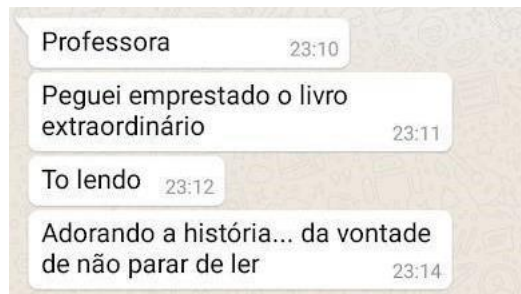 Professora
23:10
Peguei emprestado o livro
extraordinário
23:11
To lendo
23:12
Adorando a história... da vontade
de não parar de ler
23:14